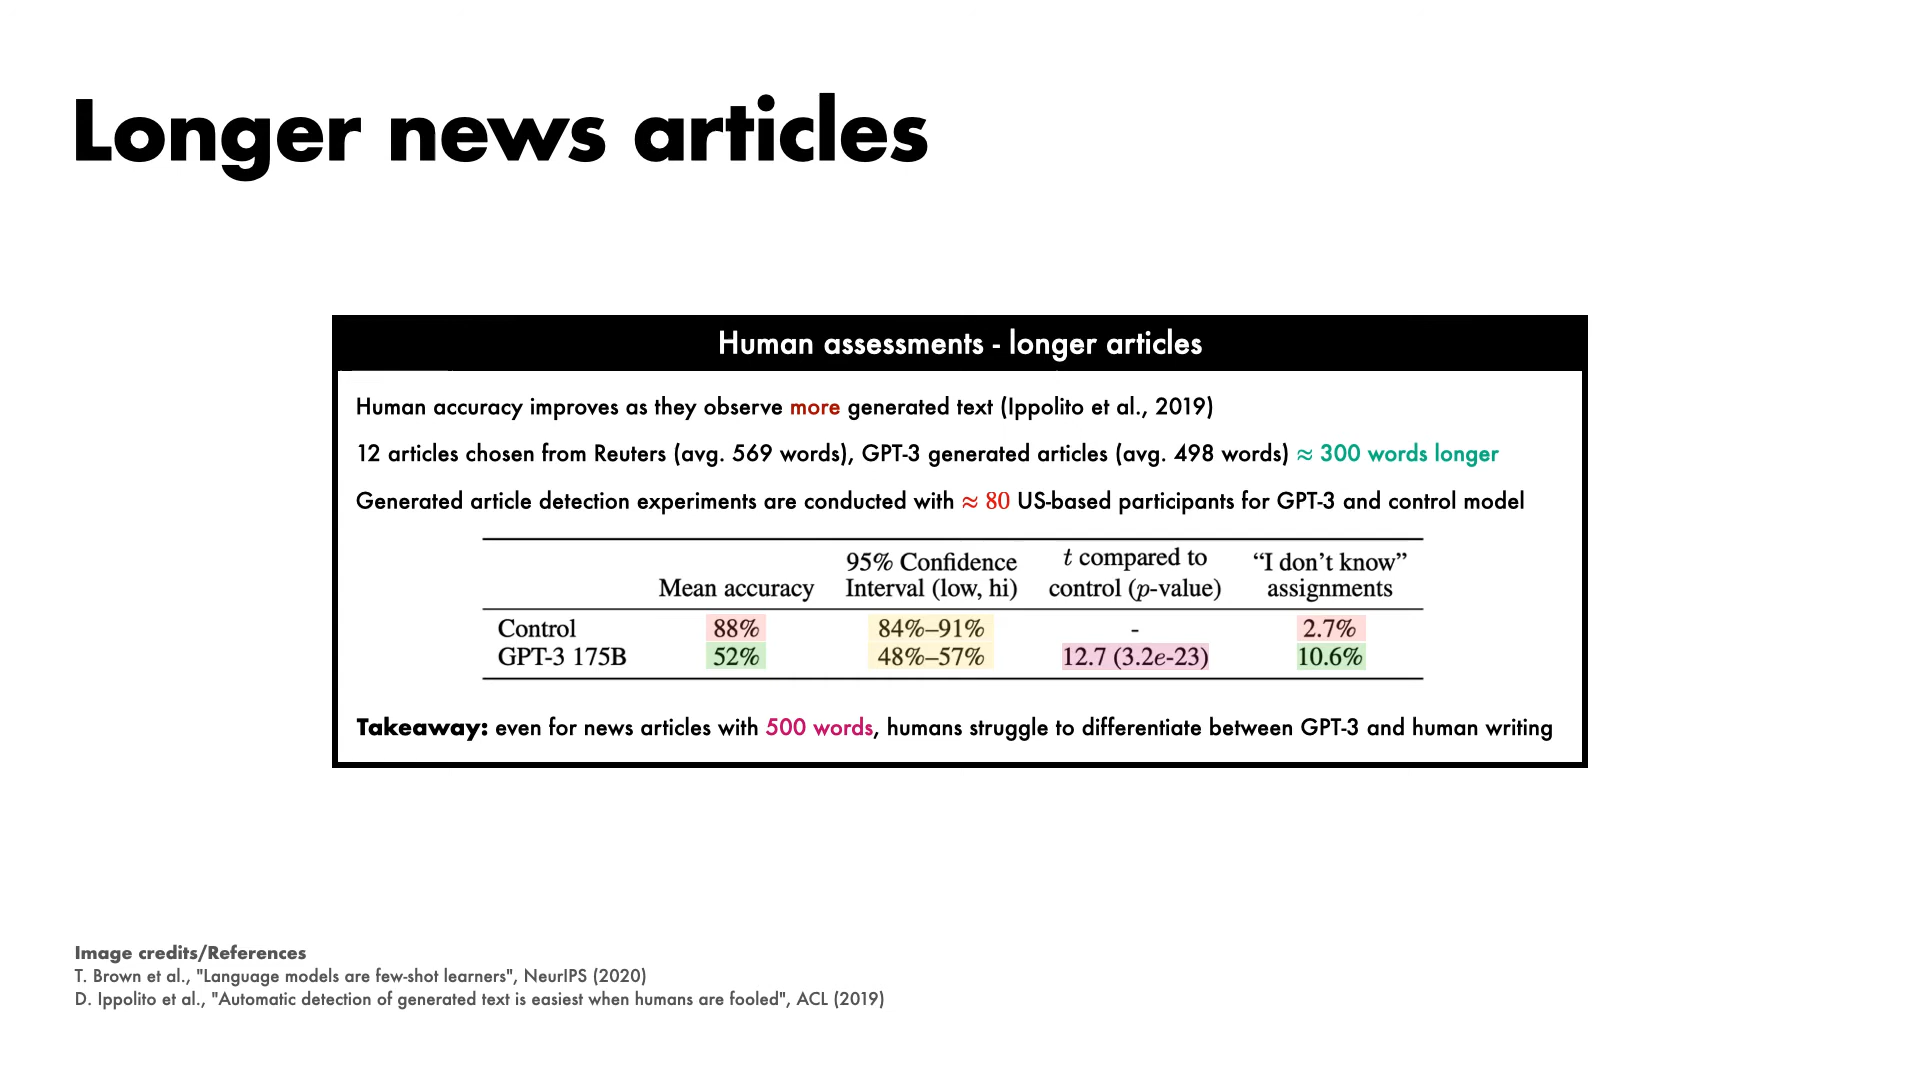 Longer news articles
Human assessments - longer articles
Human accuracy improves as they observe more generated text (Ippolito et al., 2019)
12 articles chosen from Reuters (avg. 569 words), GPT-3 generated articles (avg. 498 words) ≈ 300 words longer
Generated article detection experiments are conducted with ≈ 80 US-based participants for GPT-3 and control model
95% Confidence t compared to “I don’t know”
Mean accuracy Interval (low, hi) control (p-value) assignments
Control 88% 84%–91% - 2.7%
GPT-3 175B 52% 48%–57% 12.7 (3.2e-23) 10.6%
Takeaway: even for news articles with 500 words, humans struggle to differentiate between GPT-3 and human writing
Image credits/References
T. Brown et al., "Language models are few-shot learners", NeurIPS (2020)
D. Ippolito et al., "Automatic detection of generated text is easiest when humans are fooled", ACL (2019)